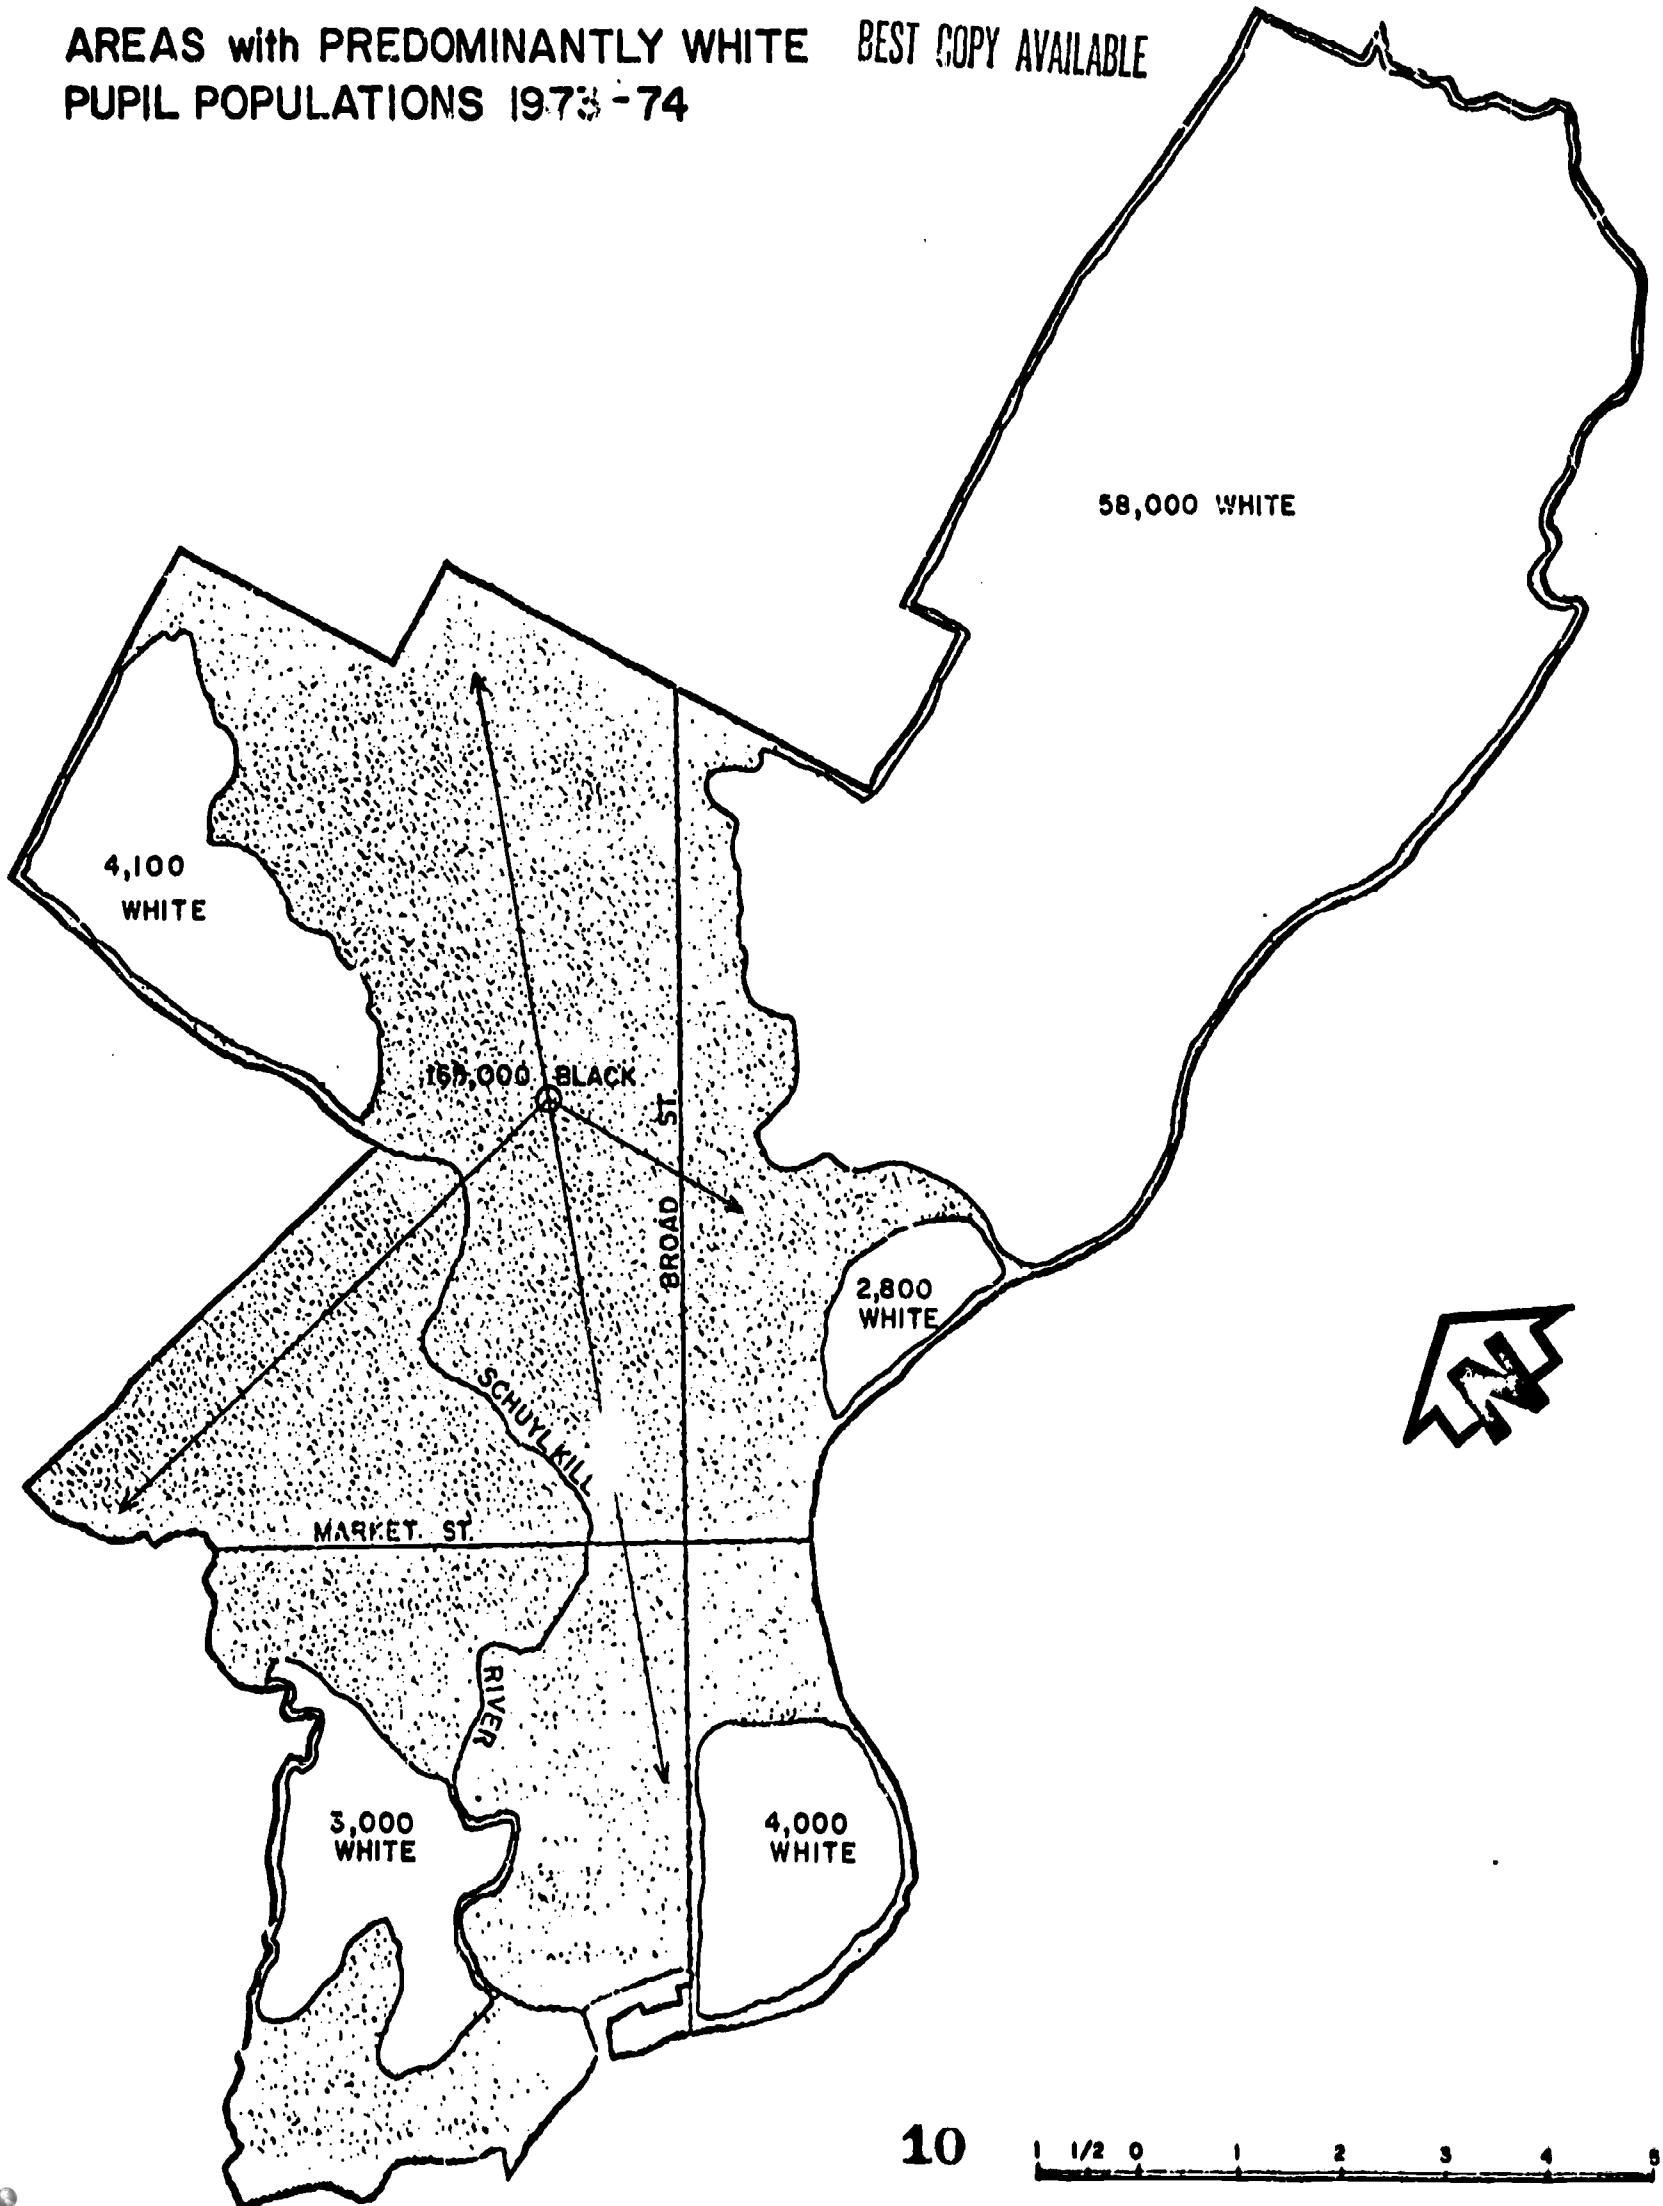 AREAS with PREDOMINANTLY WHITE
PUPIL POPULATIONS 1973-74
BEST COPY AVAILABLE
58,000 WHITE
4,100
WHITE
BLACK
BROAD ST.
2,800
WHITE
SCHUYLKILL
RIVER
MARKET. ST.
N
3,000
WHITE
4,000
WHITE
10
1 1/2 0 1 2 3 4 5